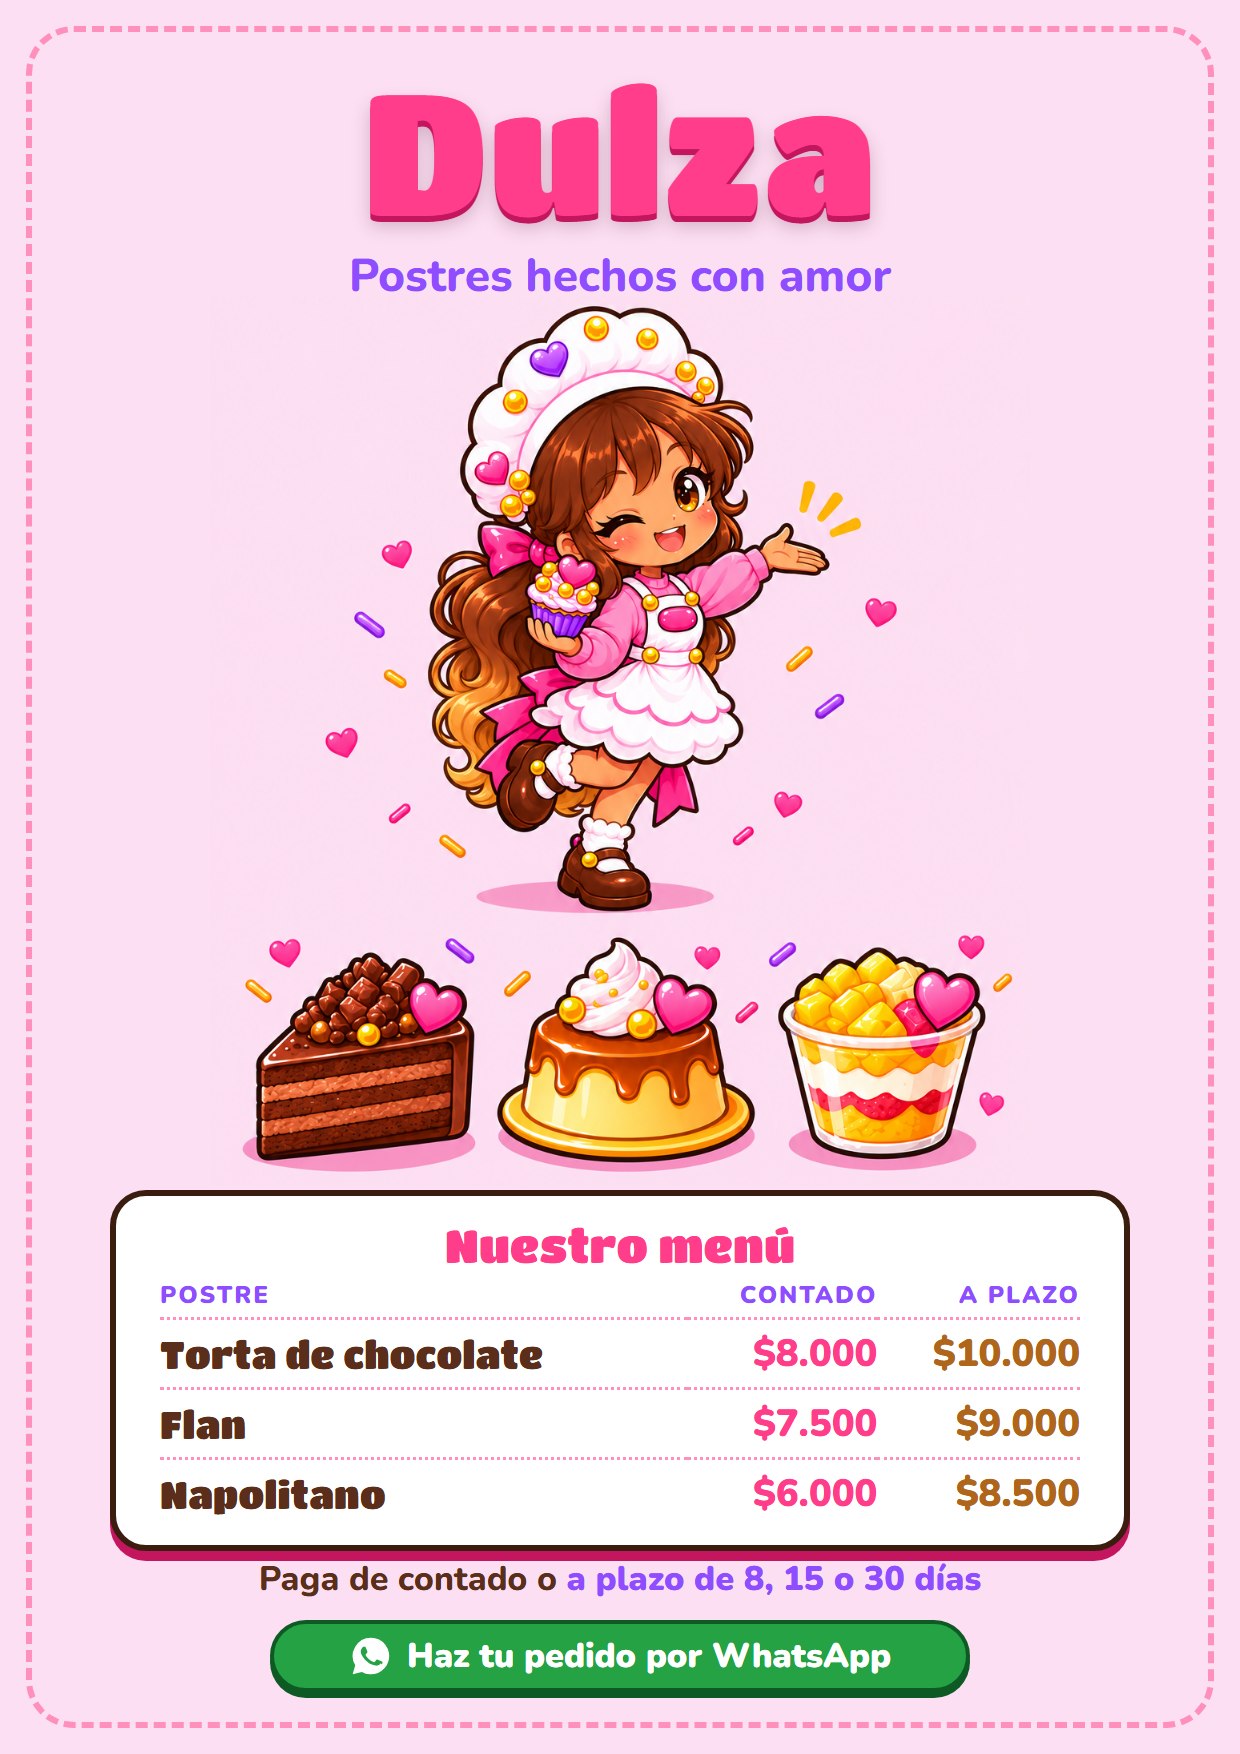 Dulza
Postres hechos con amor
Nuestro menú
POSTRE CONTADO A PLAZO
Torta de chocolate $8.000 $10.000
Flan $7.500 $9.000
Napolitano $6.000 $8.500
Paga de contado o a plazo de 8, 15 o 30 días
Haz tu pedido por WhatsApp